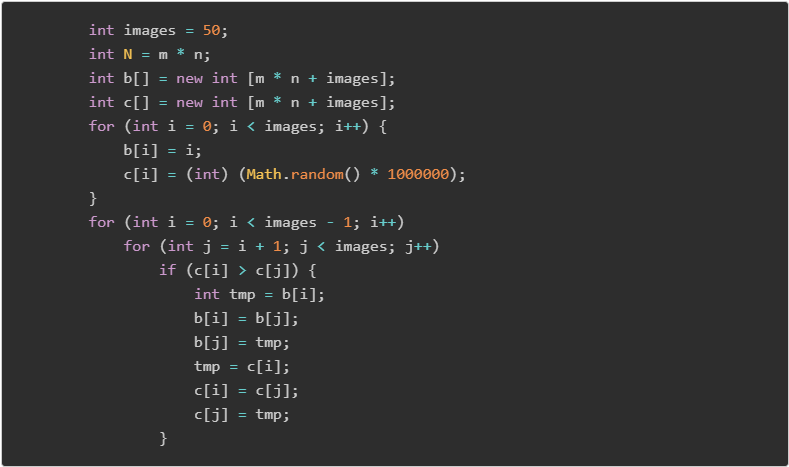 int images = 50;
int N = m * n;
int b[] = new int [m * n + images];
int c[] = new int [m * n + images];
for (int i = 0; i < images; i++) {
b[i] = i;
c[i] = (int) (Math.random() * 1000000);
}
for (int i = 0; i < images - 1; i++)
for (int j = i + 1; j < images; j++)
if (c[i] > c[j]) {
int tmp = b[i];
b[i] = b[j];
b[j] = tmp;
tmp = c[i];
c[i] = c[j];
c[j] = tmp;
}